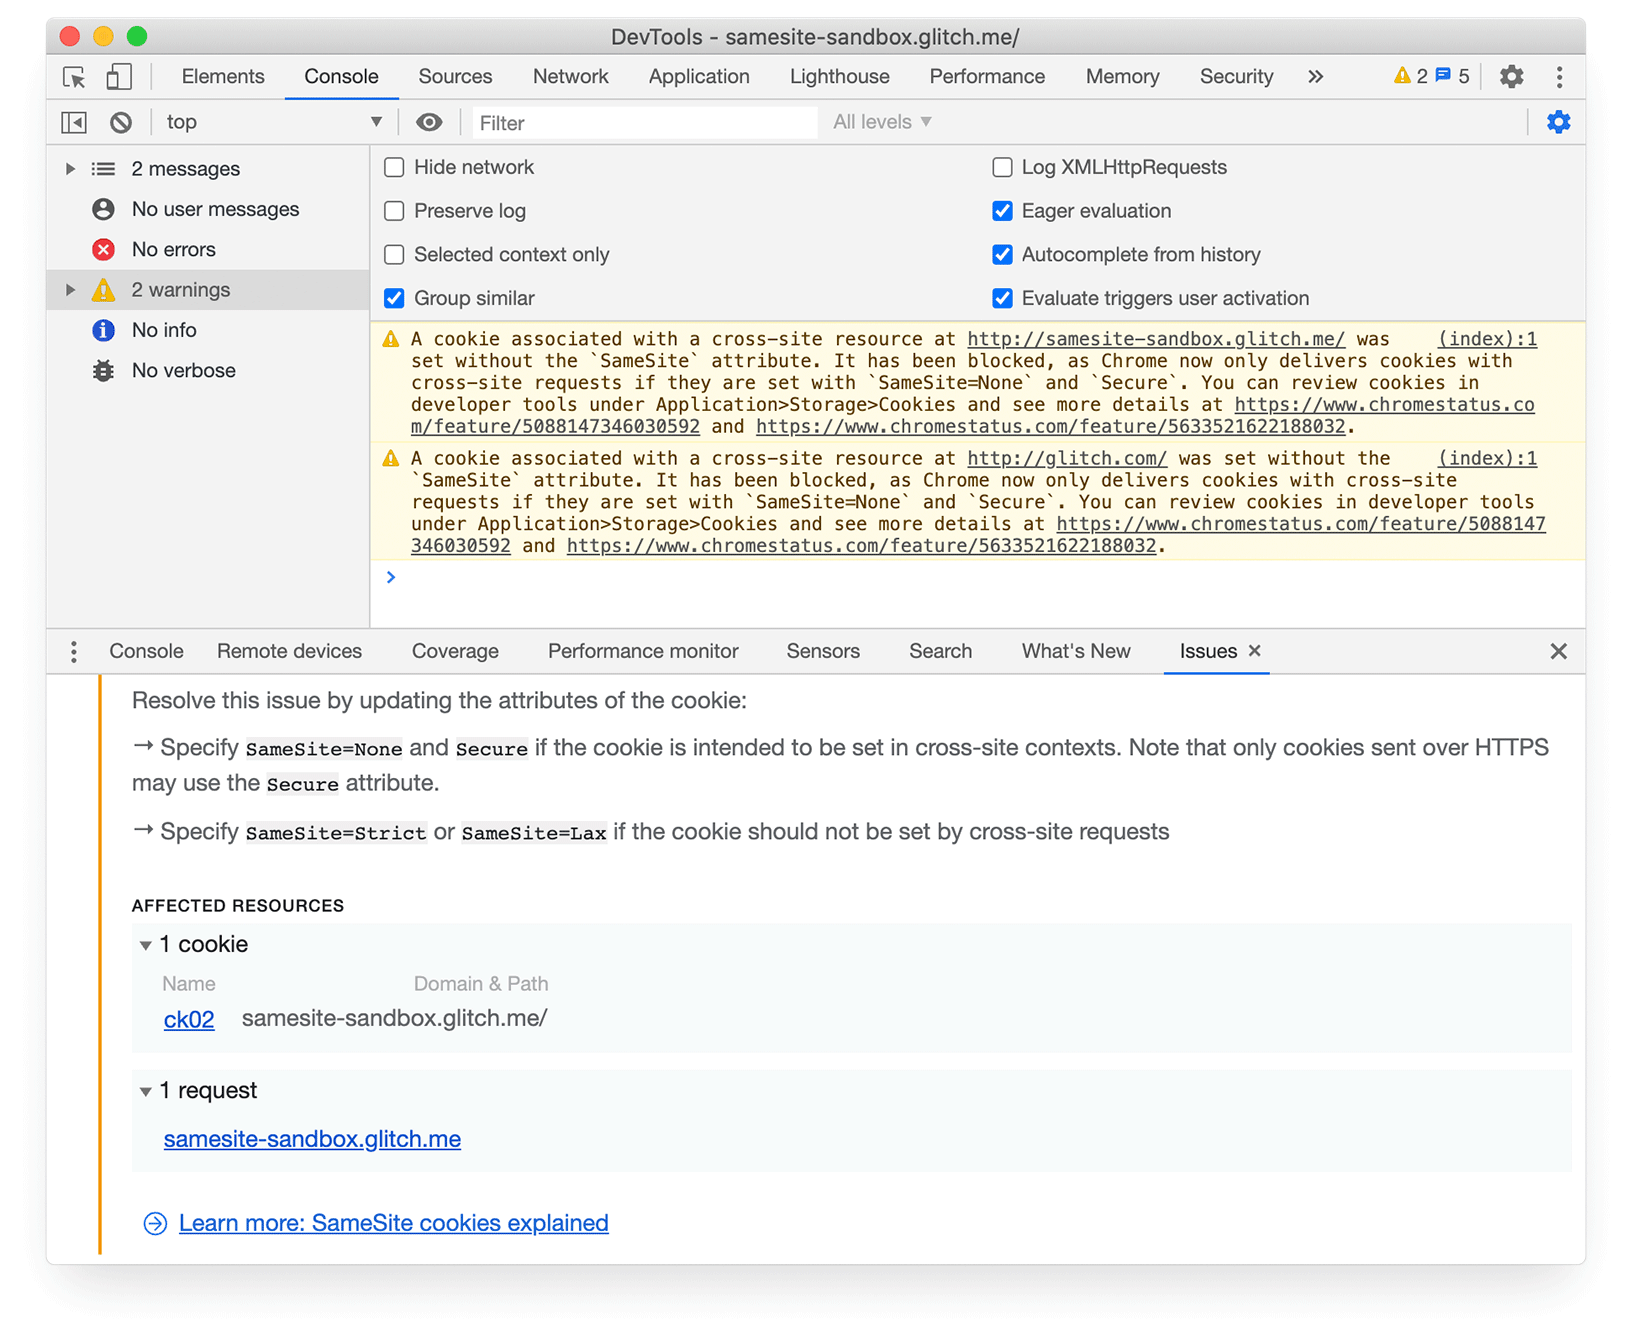 DevTools - samesite-sandbox.glitch.me/
Elements Console Sources Network Application Lighthouse Performance Memory Security » 2 5
top Filter All levels
2 messages
No user messages
No errors
2 warnings
No info
No verbose
Hide network Log XMLHttpRequests
Preserve log Eager evaluation
Selected context only Autocomplete from history
Group similar Evaluate triggers user activation
A cookie associated with a cross-site resource at http://samesite-sandbox.glitch.me/ was (index):1
set without the `SameSite` attribute. It has been blocked, as Chrome now only delivers cookies with
cross-site requests if they are set with `SameSite=None` and `Secure`. You can review cookies in
developer tools under Application>Storage>Cookies and see more details at https://www.chromestatus.co
m/feature/5088147346030592 and https://www.chromestatus.com/feature/5633521622188032.
A cookie associated with a cross-site resource at http://glitch.com/ was set without the (index):1
`SameSite` attribute. It has been blocked, as Chrome now only delivers cookies with cross-site
requests if they are set with `SameSite=None` and `Secure`. You can review cookies in developer tools
under Application>Storage>Cookies and see more details at https://www.chromestatus.com/feature/5088147
346030592 and https://www.chromestatus.com/feature/5633521622188032.
Console Remote devices Coverage Performance monitor Sensors Search What's New Issues
Resolve this issue by updating the attributes of the cookie:
→ Specify SameSite=None and Secure if the cookie is intended to be set in cross-site contexts. Note that only cookies sent over HTTPS
may use the Secure attribute.
→ Specify SameSite=Strict or SameSite=Lax if the cookie should not be set by cross-site requests
AFFECTED RESOURCES
1 cookie
Name Domain & Path
ck02 samesite-sandbox.glitch.me/
1 request
samesite-sandbox.glitch.me
Learn more: SameSite cookies explained